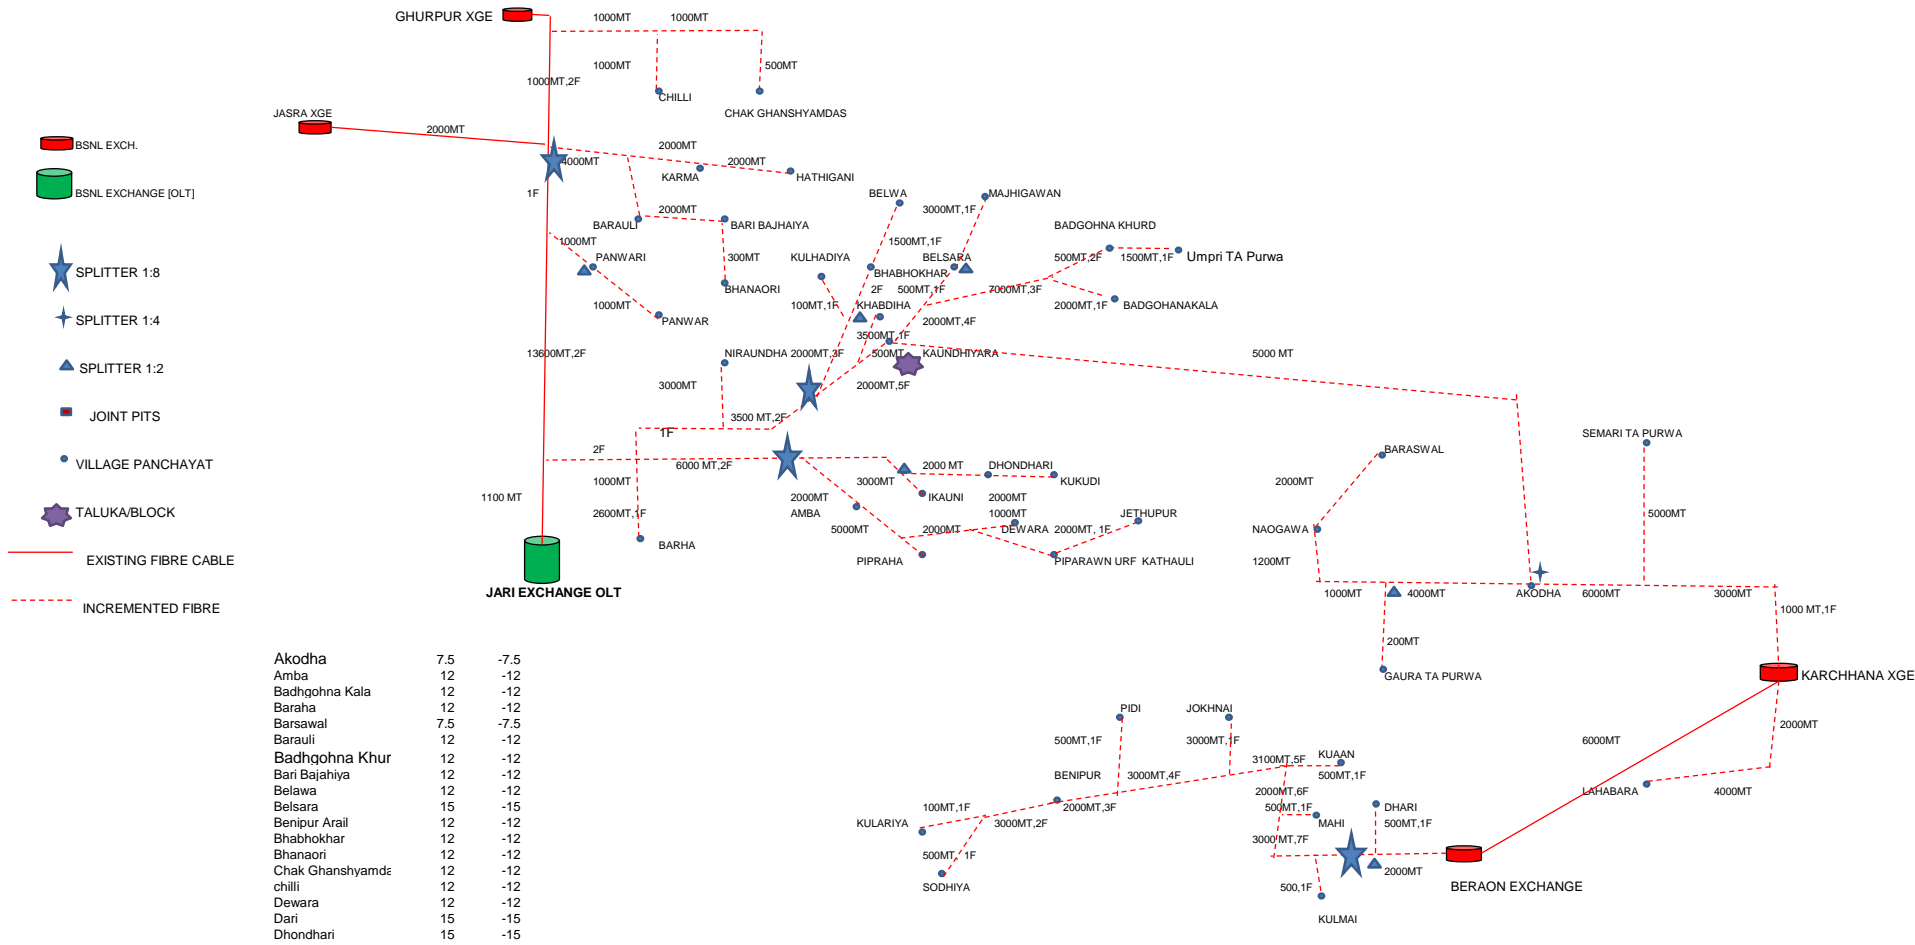 GHURPUR XGE
1000MT
1000MT
1000MT
500MT
1000MT,2F
CHILLI
CHAK GHANSHYAMDAS
JASRA XGE
2000MT
BSNL EXCH.
2000MT
4000MT
2000MT
KARMA
HATHIGANI
BSNL EXCHANGE [OLT]
1F
BELWA
MAJHIGAWAN
3000MT,1F
2000MT
BARAULI
BARI BAJHAIYA
BADGOHNA KHURD
1000MT
1500MT,1F
PANWARI
300MT
KULHADIYA
BELSARA
500MT,2F
1500MT,1F
Umpri TA Purwa
SPLITTER 1:8
BHABHOKHAR
BHANAORI
2F
500MT,1F
7000MT,3F
1000MT
100MT,1F
KHABDIHA
2000MT,1F
BADGOHANAKALA
SPLITTER 1:4
PANWAR
2000MT,4F
3500MT,1F
13600MT,2F
NIRAUNDHA
2000MT,3F
500MT
KAUNDHIYARA
5000 MT
SPLITTER 1:2
3000MT
2000MT,5F
JOINT PITS
3500 MT,2F
1F
SEMARI TA PURWA
2F
BARASWAL
6000 MT,2F
2000 MT
DHONDHARI
VILLAGE PANCHAYAT
1000MT
3000MT
KUKUDI
2000MT
1100 MT
2000MT
IKAUNI
2000MT
TALUKA/BLOCK
2600MT,1F
AMBA
1000MT
JETHUPUR
5000MT
5000MT
2000MT
DEWARA
2000MT, 1F
NAOGAWA
BARHA
EXISTING FIBRE CABLE
PIPRAHA
PIPARAWN URF KATHAULI
1200MT
JARI EXCHANGE OLT
1000MT
4000MT
AKODHA
6000MT
3000MT
INCREMENTED FIBRE
1000 MT,1F
200MT
GAURA TA PURWA
KARCHHANA XGE
Akodha 7.5 -7.5
Amba 12 -12
Badhgohna Kala 12 -12
Baraha 12 -12
Barsawal 7.5 -7.5
Barauli 12 -12
Badhgohna Khur 12 -12
Bari Bajahiya 12 -12
Belawa 12 -12
Belsara 15 -15
Benipur Arail 12 -12
Bhabhokhar 12 -12
Bhanaori 12 -12
Chak Ghanshyamda 12 -12
chilli 12 -12
Dewara 12 -12
Dari 15 -15
Dhondhari 15 -15
PIDI
JOKHNAI
2000MT
500MT,1F
3000MT,1F
6000MT
3100MT,5F
KUAAN
BENIPUR
3000MT,4F
500MT,1F
2000MT,6F
LAHABARA
4000MT
100MT,1F
2000MT,3F
500MT,1F
DHARI
KULARIYA
3000MT,2F
MAHI
500MT,1F
3000 MT,7F
500MT, 1F
2000MT
SODHIYA
500,1F
BERAON EXCHANGE
KULMAI